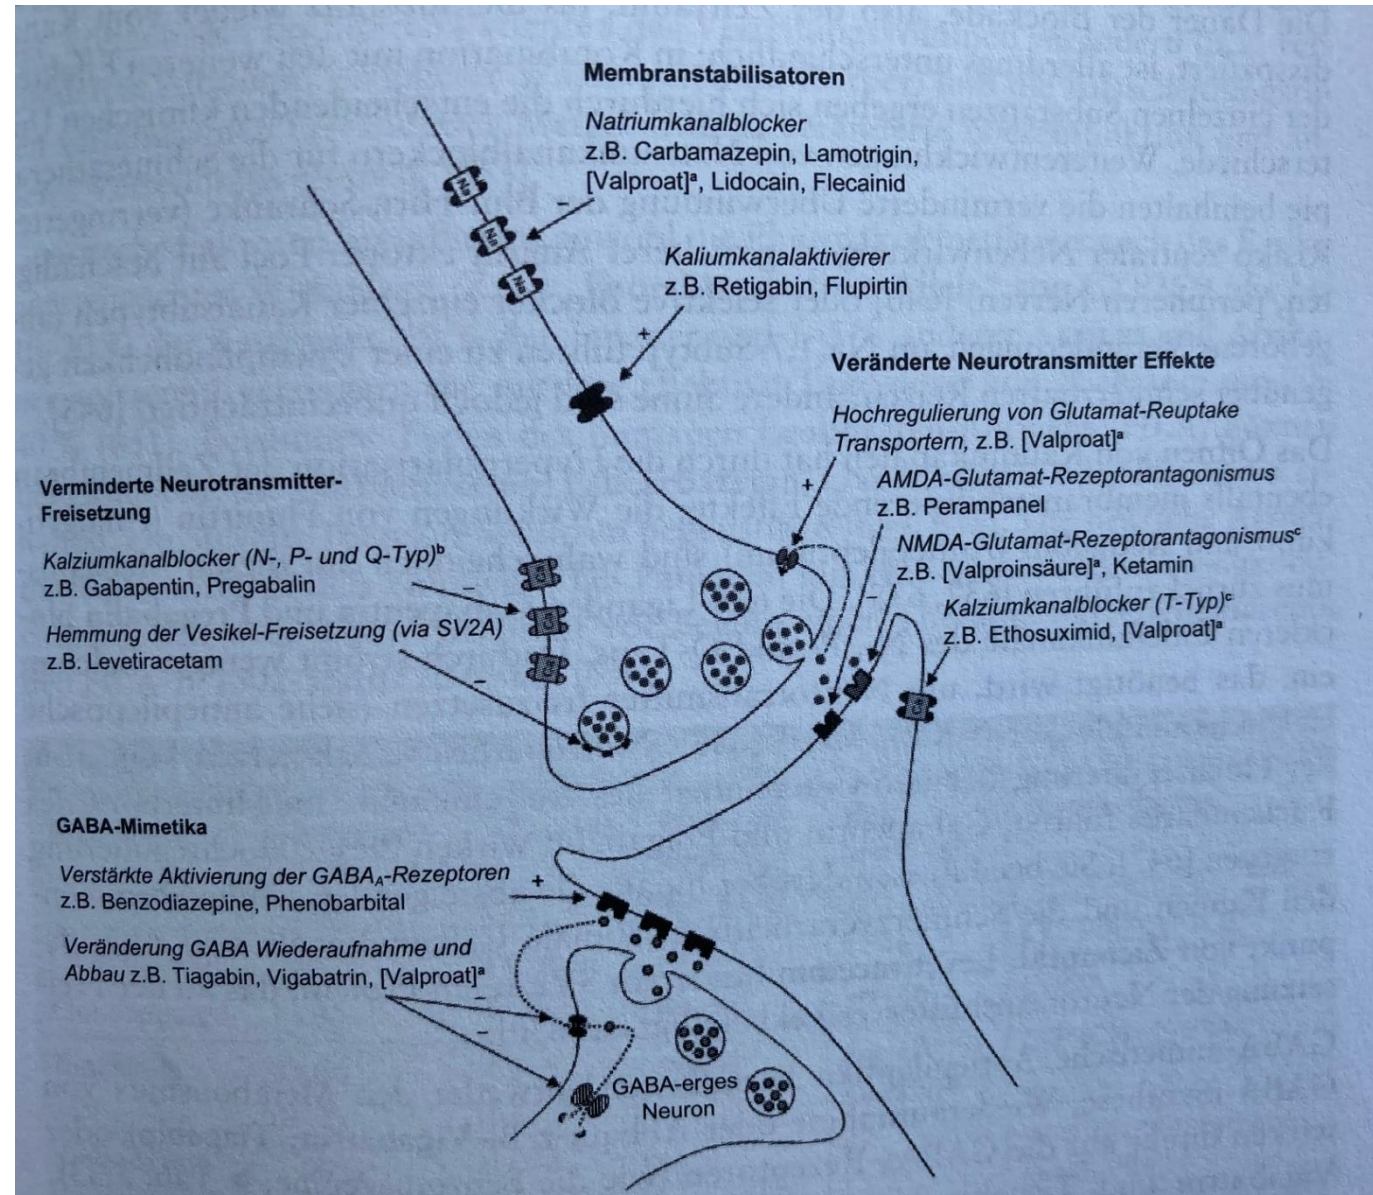 Membranstabilisatoren
Natriumkanalblocker
z.B. Carbamazepin, Lamotrigin,
[Valproat]ª, Lidocain, Flecainid
Na
Na
Na
Kaliumkanalaktivierer
z.B. Retigabin, Flupirtin
+
Veränderte Neurotransmitter Effekte
Hochregulierung von Glutamat-Reuptake
Transportern, z.B. [Valproat]ª
+
AMDA-Glutamat-Rezeptorantagonismus
z.B. Perampanel
NMDA-Glutamat-Rezeptorantagonismusᶜ
z.B. [Valproinsäure]ª, Ketamin
Kalziumkanalblocker (T-Typ)ᶜ
z.B. Ethosuximid, [Valproat]ª
Verminderte Neurotransmitter-
Freisetzung
Kalziumkanalblocker (N-, P- und Q-Typ)ᵇ
z.B. Gabapentin, Pregabalin
Hemmung der Vesikel-Freisetzung (via SV2A)
z.B. Levetiracetam
GABA-Mimetika
Verstärkte Aktivierung der GABAA-Rezeptoren
z.B. Benzodiazepine, Phenobarbital
+
Veränderung GABA Wiederaufnahme und
Abbau z.B. Tiagabin, Vigabatrin, [Valproat]ª
GABA-erges
Neuron